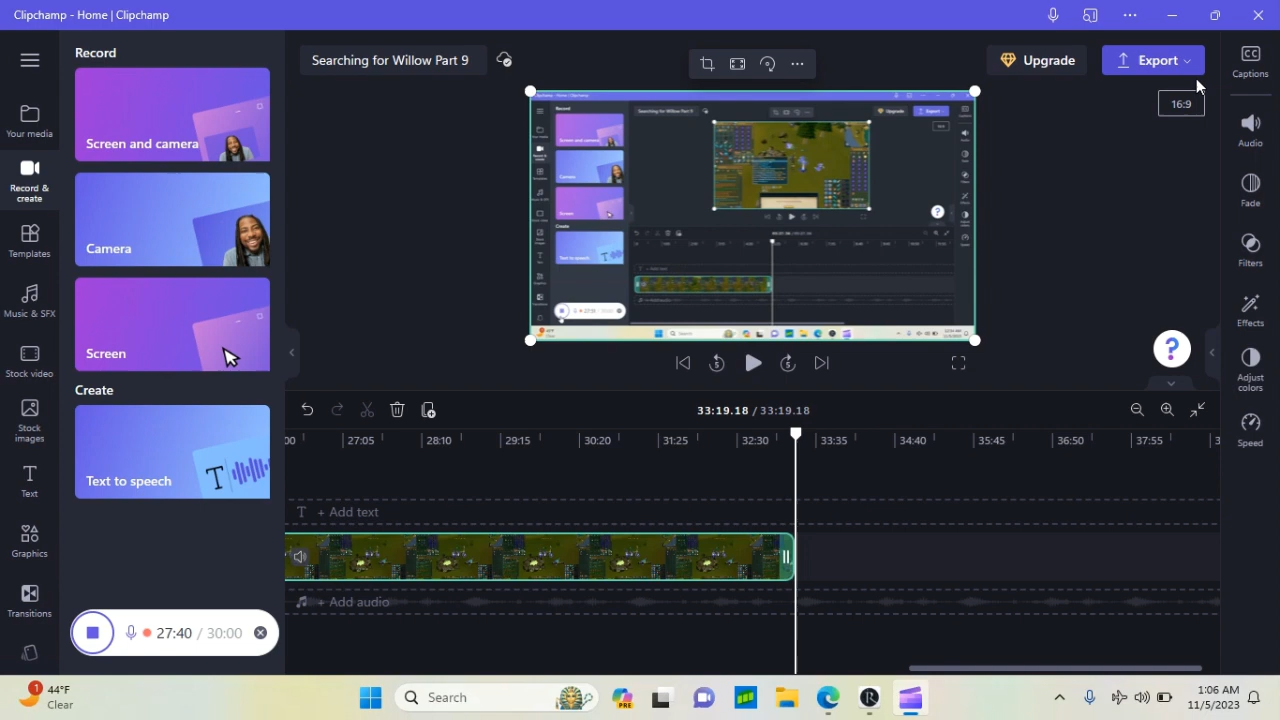 Clipchamp - Home | Clipchamp
Record
Searching for Willow Part 9
Upgrade
Export
Captions
16:9
Your media
Screen and camera
Audio
Record & create
Camera
Fade
Templates
Filters
Music & SFX
Screen
Effects
Stock video
?
Create
Adjust colors
Stock images
33:19.18 / 33:19.18
Speed
00
27:05
28:10
29:15
30:20
31:25
32:30
33:35
34:40
35:45
36:50
37:55
3
Text to speech
Text
T + Add text
Graphics
+ Add audio
Transitions
27:40 / 30:00
1
44°F
Clear
Search
PRE
1:06 AM
11/5/2023